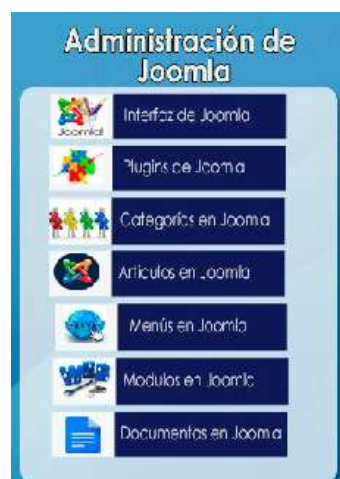 Administración de
Joomla
Joomla!
Interfaz de Joomla
Plugins de Joomla
Categorías en Joomla
Artículos en Joomla
Menús en Joomla
Modulos en Joomla
Documentos en Joomla